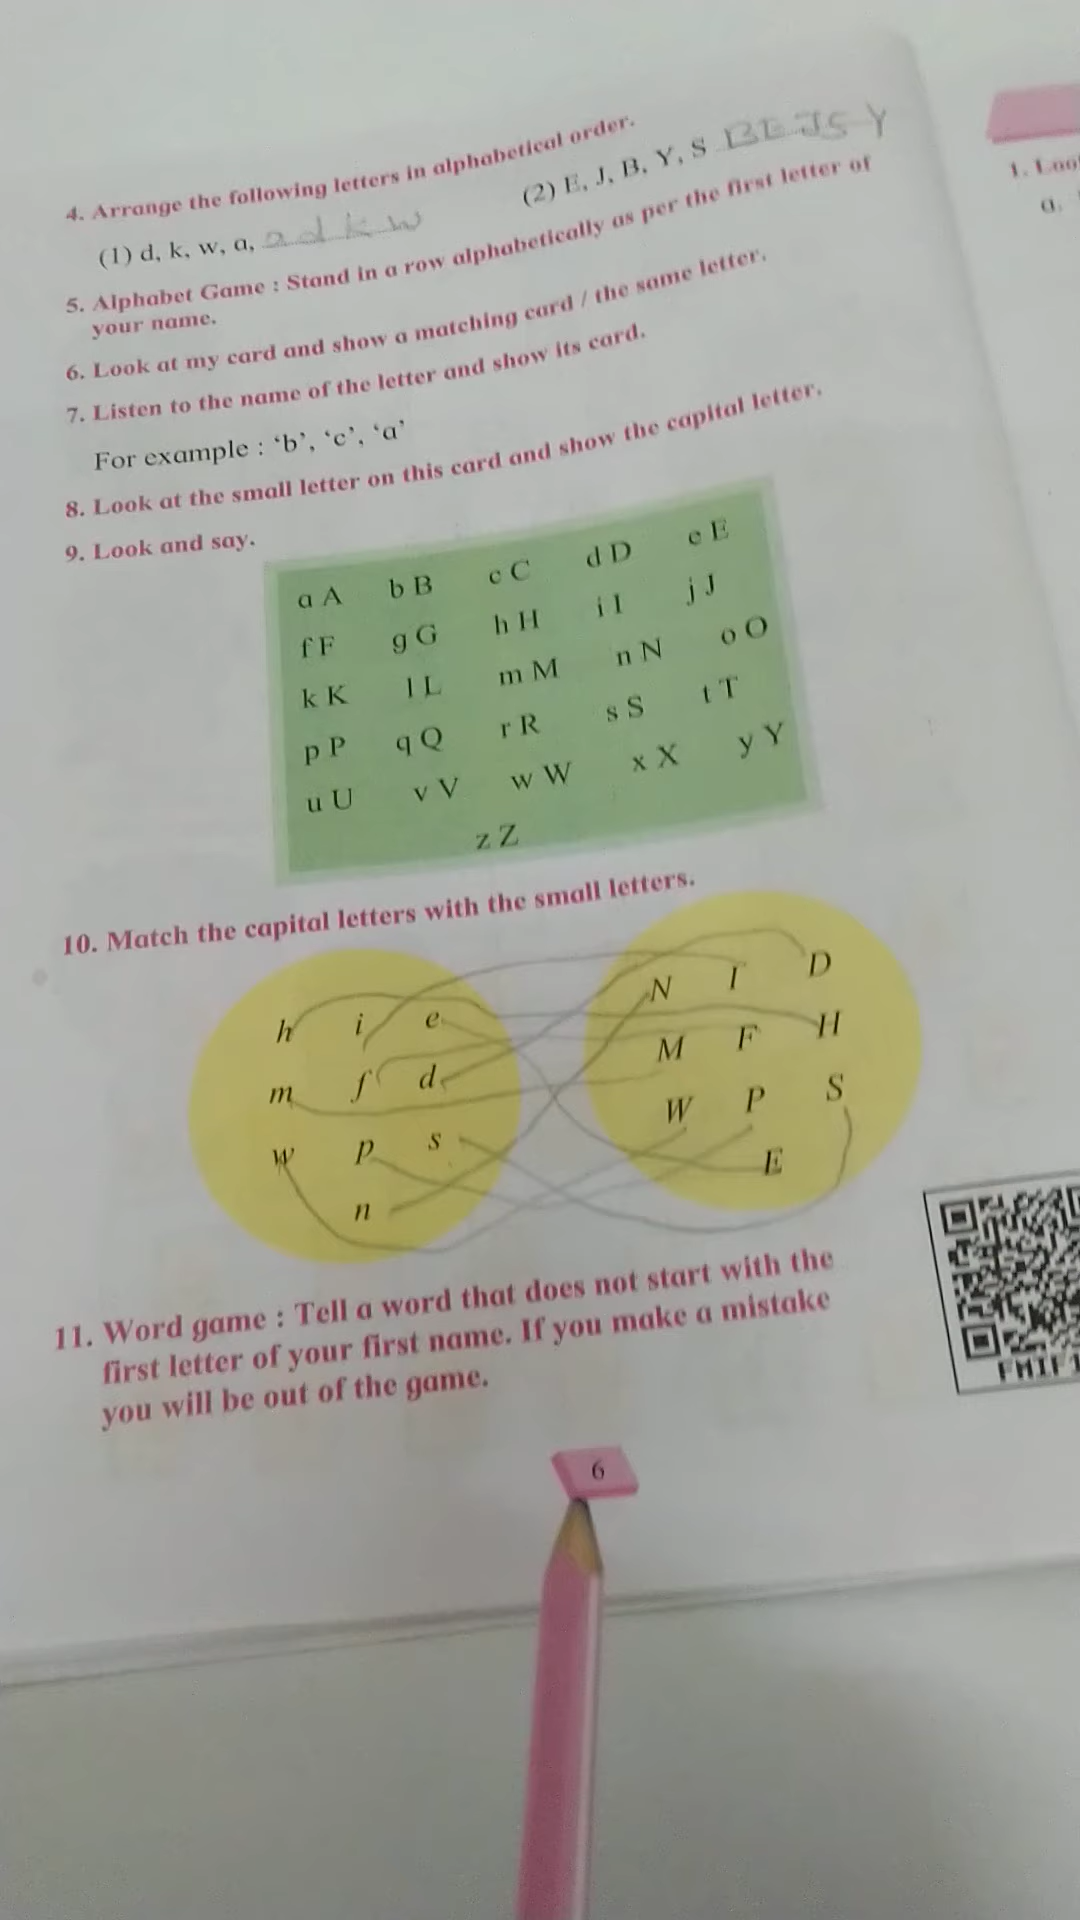 4. Arrange the following letters in alphabetical order.
(1) d, k, w, a, a d k w (2) E, J, B, Y, S B E J S Y
5. Alphabet Game : Stand in a row alphabetically as per the first letter of
your name.
6. Look at my card and show a matching card / the same letter.
7. Listen to the name of the letter and show its card.
For example : ‘b’, ‘c’, ‘a’
8. Look at the small letter on this card and show the capital letter.
9. Look and say.
a A b B c C d D e E
f F g G h H i I j J
k K l L m M n N o O
p P q Q r R s S t T
u U v V w W x X y Y
z Z
10. Match the capital letters with the small letters.
h i e N I D
m f d M F H
w p s W P S
n E
11. Word game : Tell a word that does not start with the
first letter of your first name. If you make a mistake
you will be out of the game.
6
1.
a.